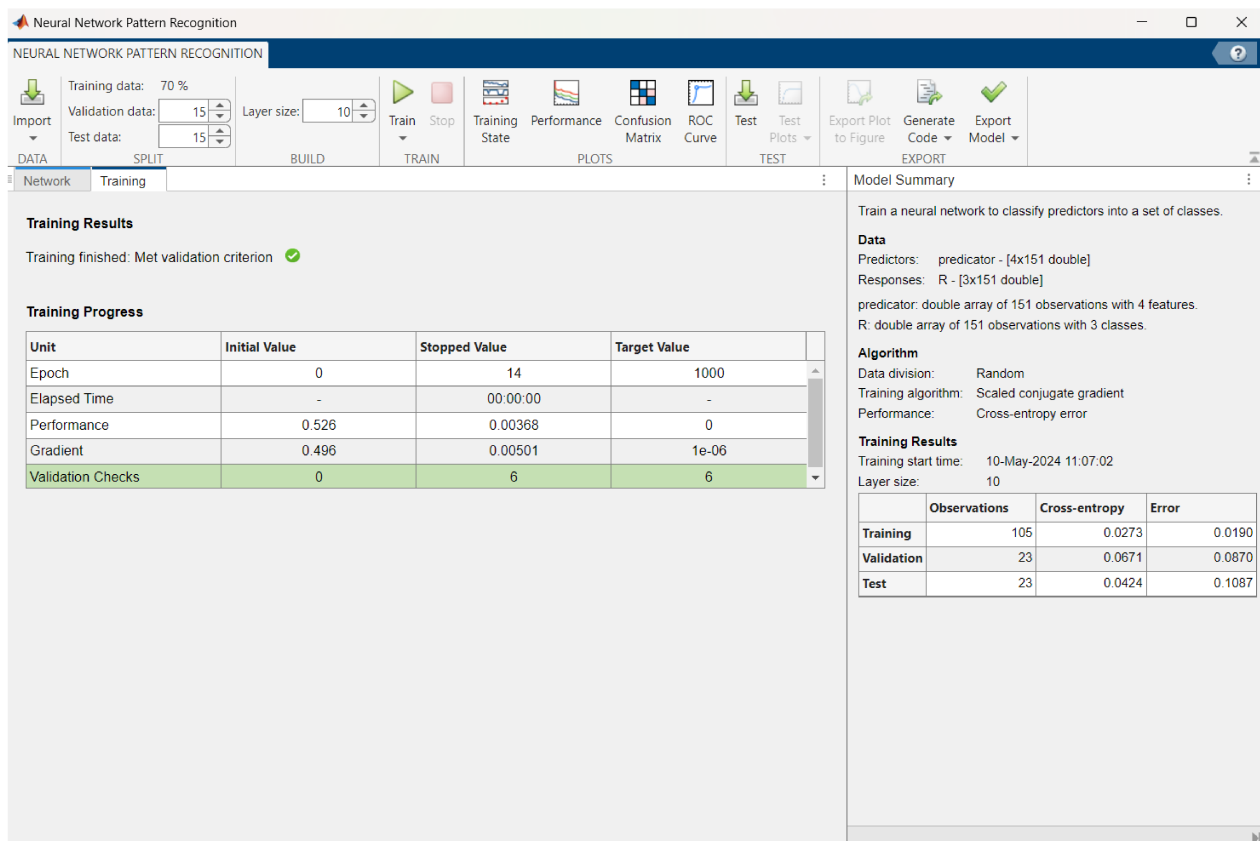 Neural Network Pattern Recognition
NEURAL NETWORK PATTERN RECOGNITION
?
Import
Training data: 70 %
Validation data: 15
Test data: 15
Layer size: 10
Train
Stop
Training State
Performance
Confusion Matrix
ROC Curve
Test
Test Plots
Export Plot to Figure
Generate Code
Export Model
DATA SPLIT BUILD TRAIN PLOTS TEST EXPORT
Network Training
Training Results
Training finished: Met validation criterion
Training Progress
Unit Initial Value Stopped Value Target Value
Epoch 0 14 1000
Elapsed Time - 00:00:00 -
Performance 0.526 0.00368 0
Gradient 0.496 0.00501 1e-06
Validation Checks 0 6 6
Model Summary
Train a neural network to classify predictors into a set of classes.
Data
Predictors: predicator - [4x151 double]
Responses: R - [3x151 double]
predicator: double array of 151 observations with 4 features.
R: double array of 151 observations with 3 classes.
Algorithm
Data division: Random
Training algorithm: Scaled conjugate gradient
Performance: Cross-entropy error
Training Results
Training start time: 10-May-2024 11:07:02
Layer size: 10
Observations Cross-entropy Error
Training 105 0.0273 0.0190
Validation 23 0.0671 0.0870
Test 23 0.0424 0.1087